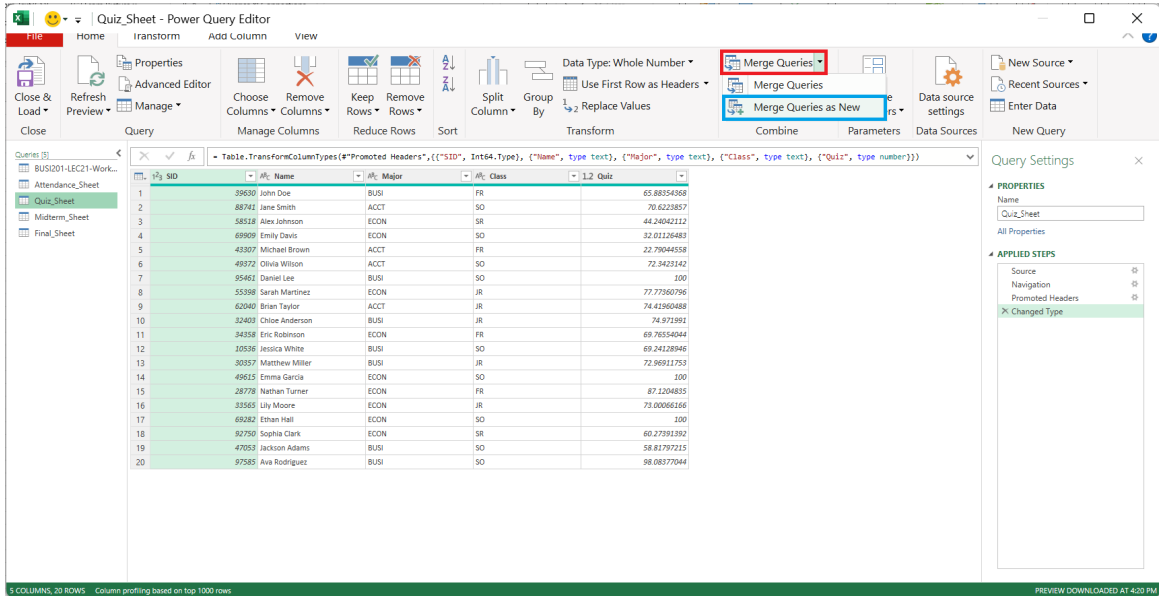 Quiz_Sheet - Power Query Editor
File Home Transform Add Column View
Close & Load
Close
Refresh Preview
Properties
Advanced Editor
Manage
Query
Choose Columns
Remove Columns
Manage Columns
Keep Rows
Remove Rows
Reduce Rows
Sort
Split Column
Group By
Data Type: Whole Number
Use First Row as Headers
Replace Values
Transform
Merge Queries
Merge Queries
Merge Queries as New
Combine
Parameters
Data source settings
Data Sources
New Source
Recent Sources
Enter Data
New Query
Queries [5]
BUSI201-LEC21-Work...
Attendance_Sheet
Quiz_Sheet
Midterm_Sheet
Final_Sheet
fx = Table.TransformColumnTypes(#"Promoted Headers",{{"SID", Int64.Type}, {"Name", type text}, {"Major", type text}, {"Class", type text}, {"Quiz", type number}})
SID Name Major Class 1.2 Quiz
1 39630 John Doe BUSI FR 65.88354368
2 88741 Jane Smith ACCT SO 70.6223857
3 58518 Alex Johnson ECON SR 44.24042112
4 69909 Emily Davis ECON SO 32.01126483
5 43307 Michael Brown ACCT FR 22.79044558
6 49372 Olivia Wilson ACCT SO 72.3423142
7 95461 Daniel Lee BUSI SO 100
8 55398 Sarah Martinez ECON JR 77.77360796
9 62040 Brian Taylor ACCT JR 74.41960488
10 32403 Chloe Anderson BUSI JR 74.971991
11 34358 Eric Robinson ECON FR 69.76554044
12 10536 Jessica White BUSI SO 69.24128946
13 30357 Matthew Miller BUSI JR 72.96911753
14 49615 Emma Garcia ECON SO 100
15 28778 Nathan Turner ECON FR 87.1204835
16 33565 Lily Moore ECON JR 73.00066166
17 69282 Ethan Hall ECON SO 100
18 92750 Sophia Clark ECON SR 60.27391392
19 47053 Jackson Adams BUSI SO 58.81797215
20 97585 Ava Rodriguez BUSI SO 98.08377044
Query Settings
PROPERTIES
Name
Quiz_Sheet
All Properties
APPLIED STEPS
Source
Navigation
Promoted Headers
Changed Type
5 COLUMNS, 20 ROWS Column profiling based on top 1000 rows
PREVIEW DOWNLOADED AT 4:20 PM